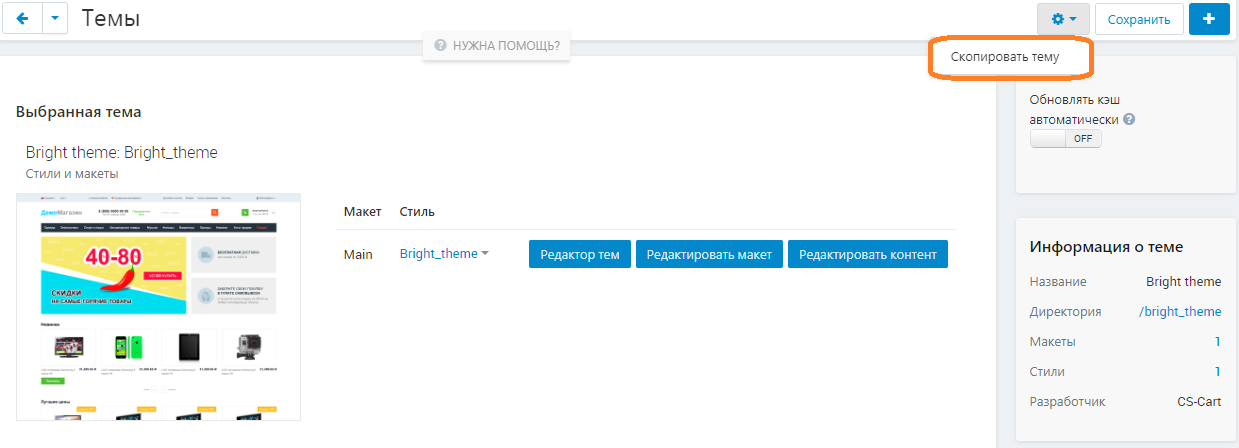 Темы
Сохранить
НУЖНА ПОМОЩЬ?
Скопировать тему
Обновлять кэш
автоматически
OFF
Выбранная тема
Bright theme: Bright_theme
Стили и макеты
Макет Стиль
Main Bright_theme Редактор тем Редактировать макет Редактировать контент
ДемоМагазин
40-80
СКИДКИ
НА САМЫЕ ГОРЯЧИЕ ТОВАРЫ
Информация о теме
Название Bright theme
Директория /bright_theme
Макеты 1
Стили 1
Разработчик CS-Cart